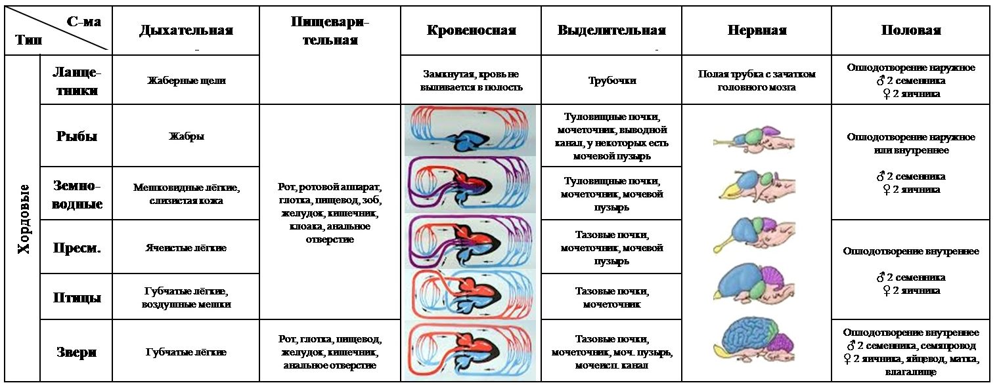 С-ма
Тип
Дыхательная
Пищевари-
тельная
Кровеносная
Выделительная
Нервная
Половая
Хордовые
Ланце-
тники
Жаберные щели
Замкнутая, кровь не
выливается в полость
Трубочки
Полая трубка с зачатком
головного мозга
Оплодотворение наружное
♂ 2 семенника
♀ 2 яичника
Рыбы
Жабры
Туловищные почки,
мочеточник, выводной
канал, у некоторых есть
мочевой пузырь
Оплодотворение наружное
или внутреннее
♂ 2 семенника
♀ 2 яичника
Земно-
водные
Мешковидные лёгкие,
слизистая кожа
Рот, ротовой аппарат,
глотка, пищевод, зоб,
желудок, кишечник,
клоака, анальное
отверстие
Туловищные почки,
мочеточник, мочевой
пузырь
Пресм.
Ячеистые лёгкие
Тазовые почки,
мочеточник, мочевой
пузырь
Оплодотворение внутреннее
♂ 2 семенника
♀ 2 яичника
Птицы
Губчатые лёгкие,
воздушные мешки
Тазовые почки,
мочеточник
Звери
Губчатые лёгкие
Рот, глотка, пищевод,
желудок, кишечник,
анальное отверстие
Тазовые почки,
мочеточник, моч. пузырь,
мочеисп. канал
Оплодотворение внутреннее
♂ 2 семенника, семяпровод
♀ 2 яичника, яйцевод, матка,
влагалище